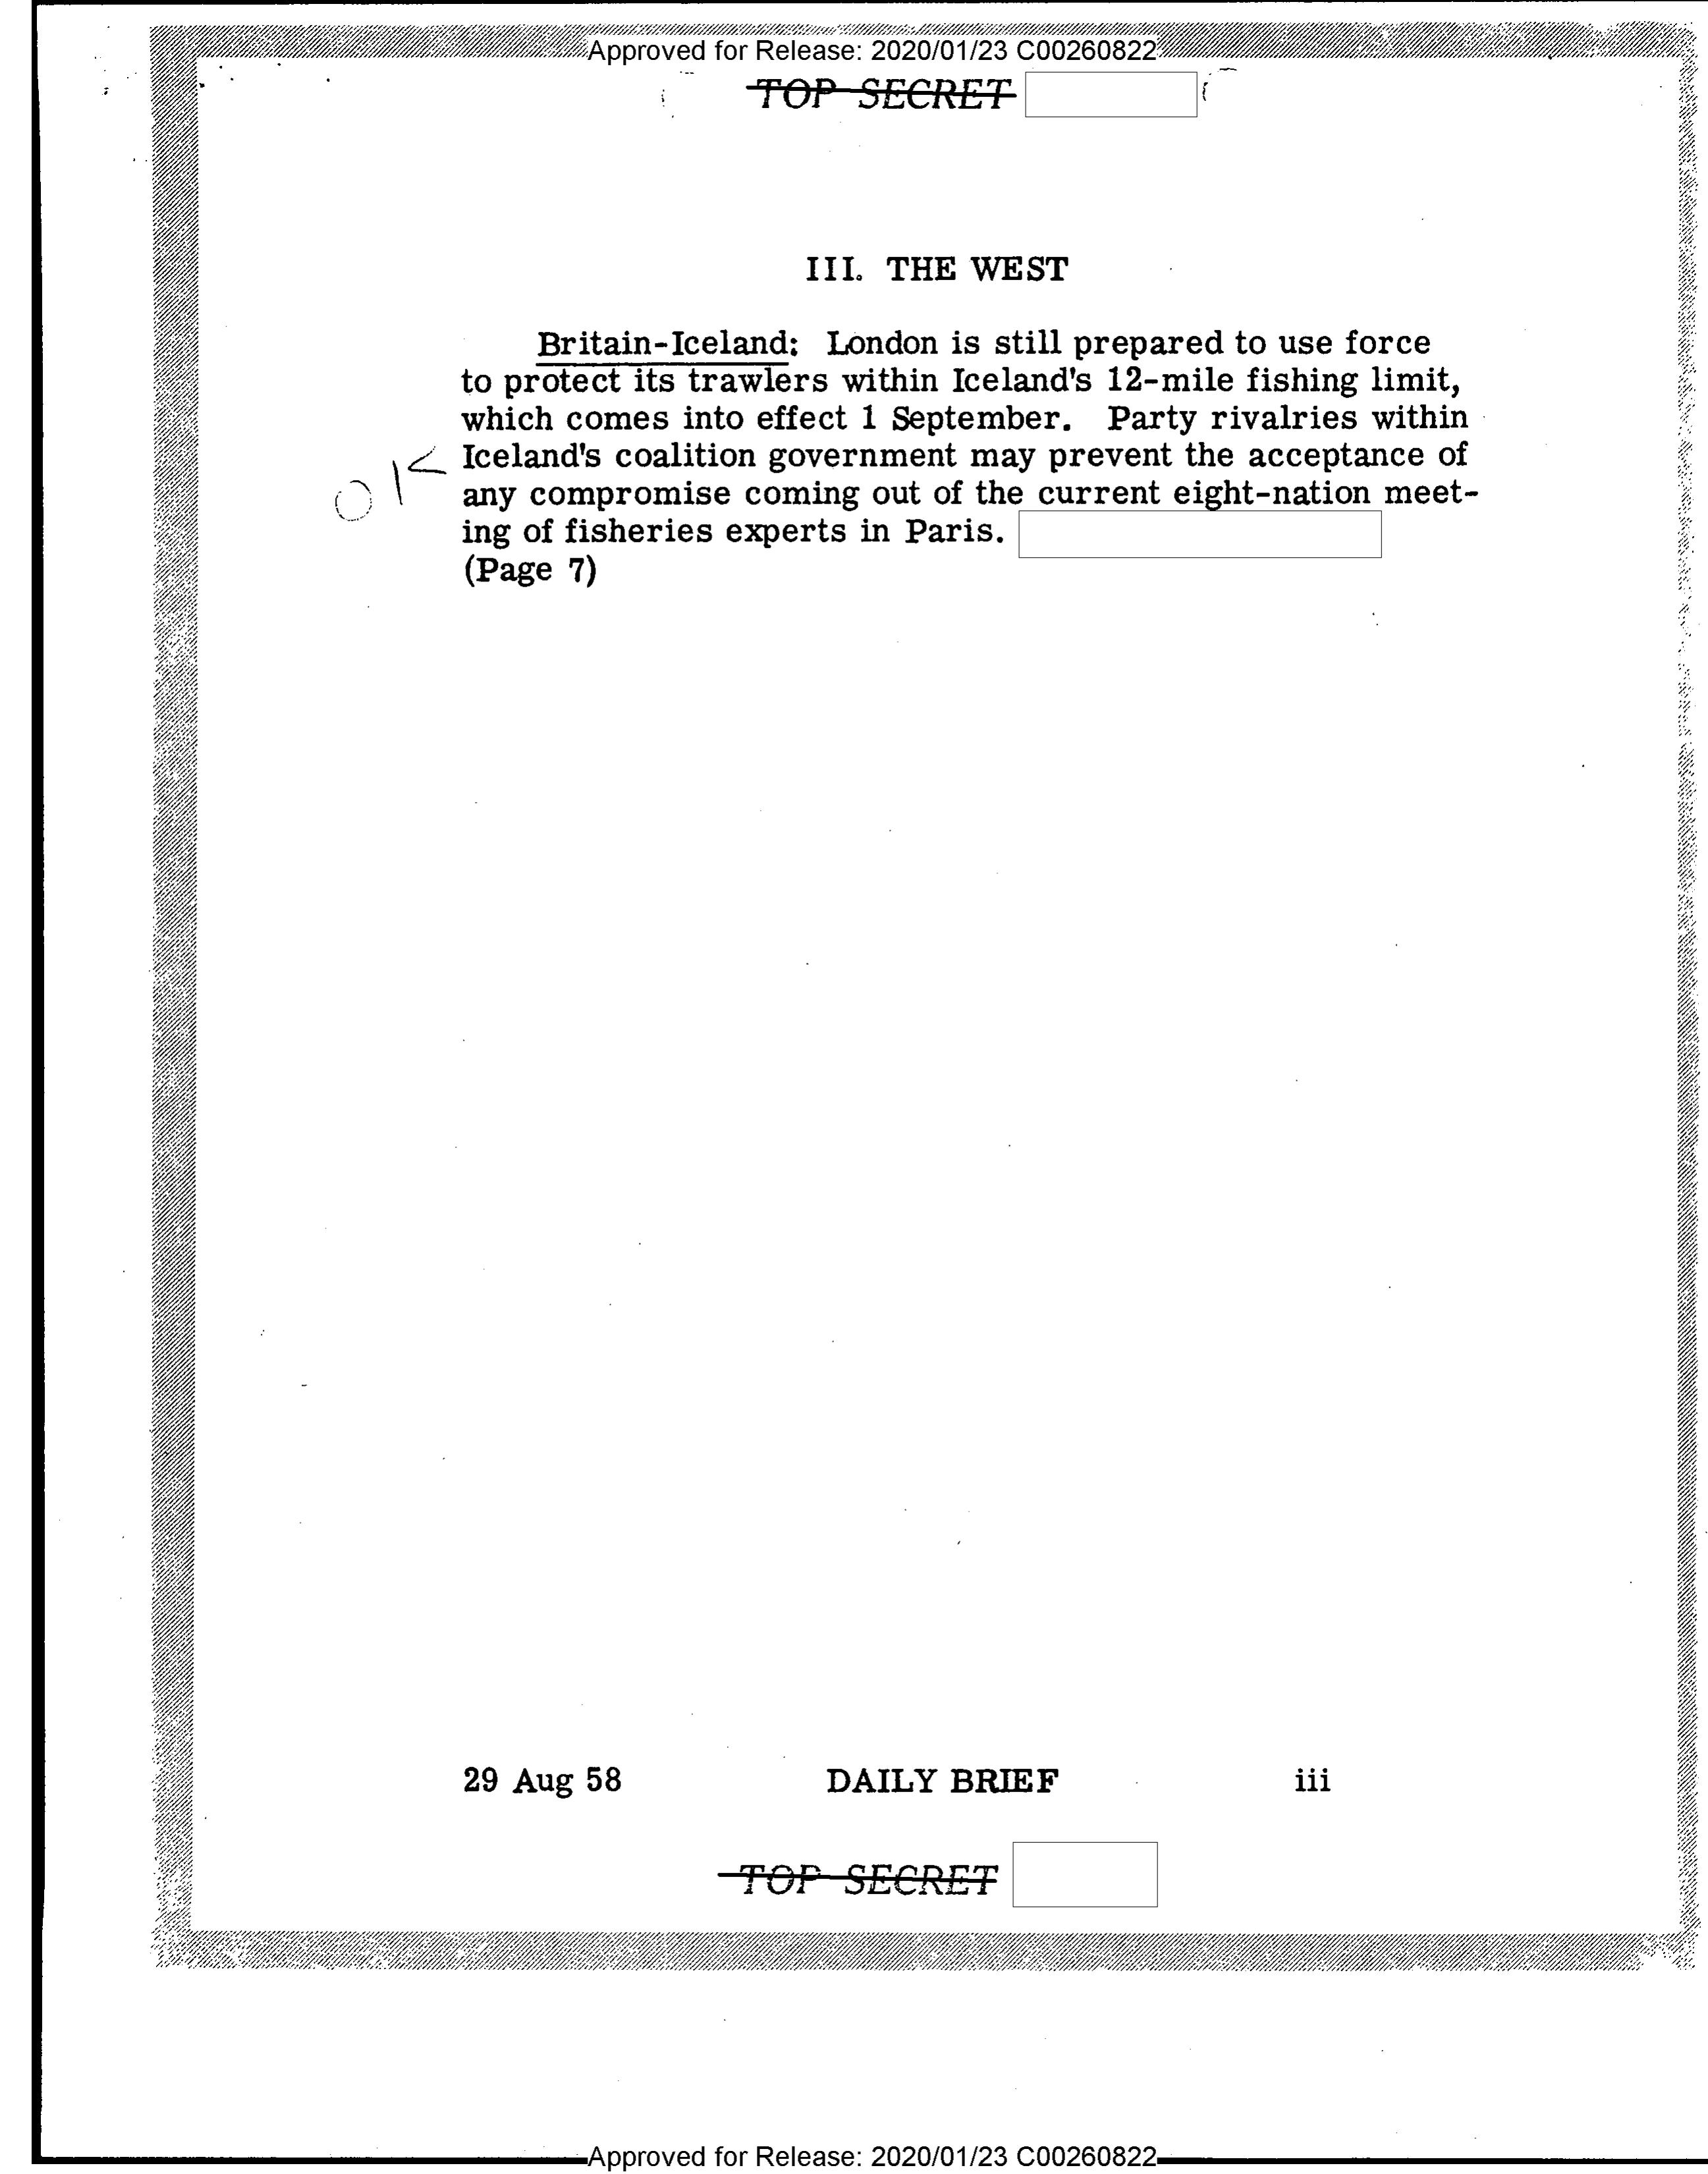 Approved for Release: 2020/01/23 C00260822
TOP SECRET
III. THE WEST
Britain-Iceland: London is still prepared to use force
to protect its trawlers within Iceland's 12-mile fishing limit,
which comes into effect 1 September. Party rivalries within
Iceland's coalition government may prevent the acceptance of
any compromise coming out of the current eight-nation meet-
ing of fisheries experts in Paris.
(Page 7)
OK
29 Aug 58 DAILY BRIEF iii
TOP SECRET
Approved for Release: 2020/01/23 C00260822